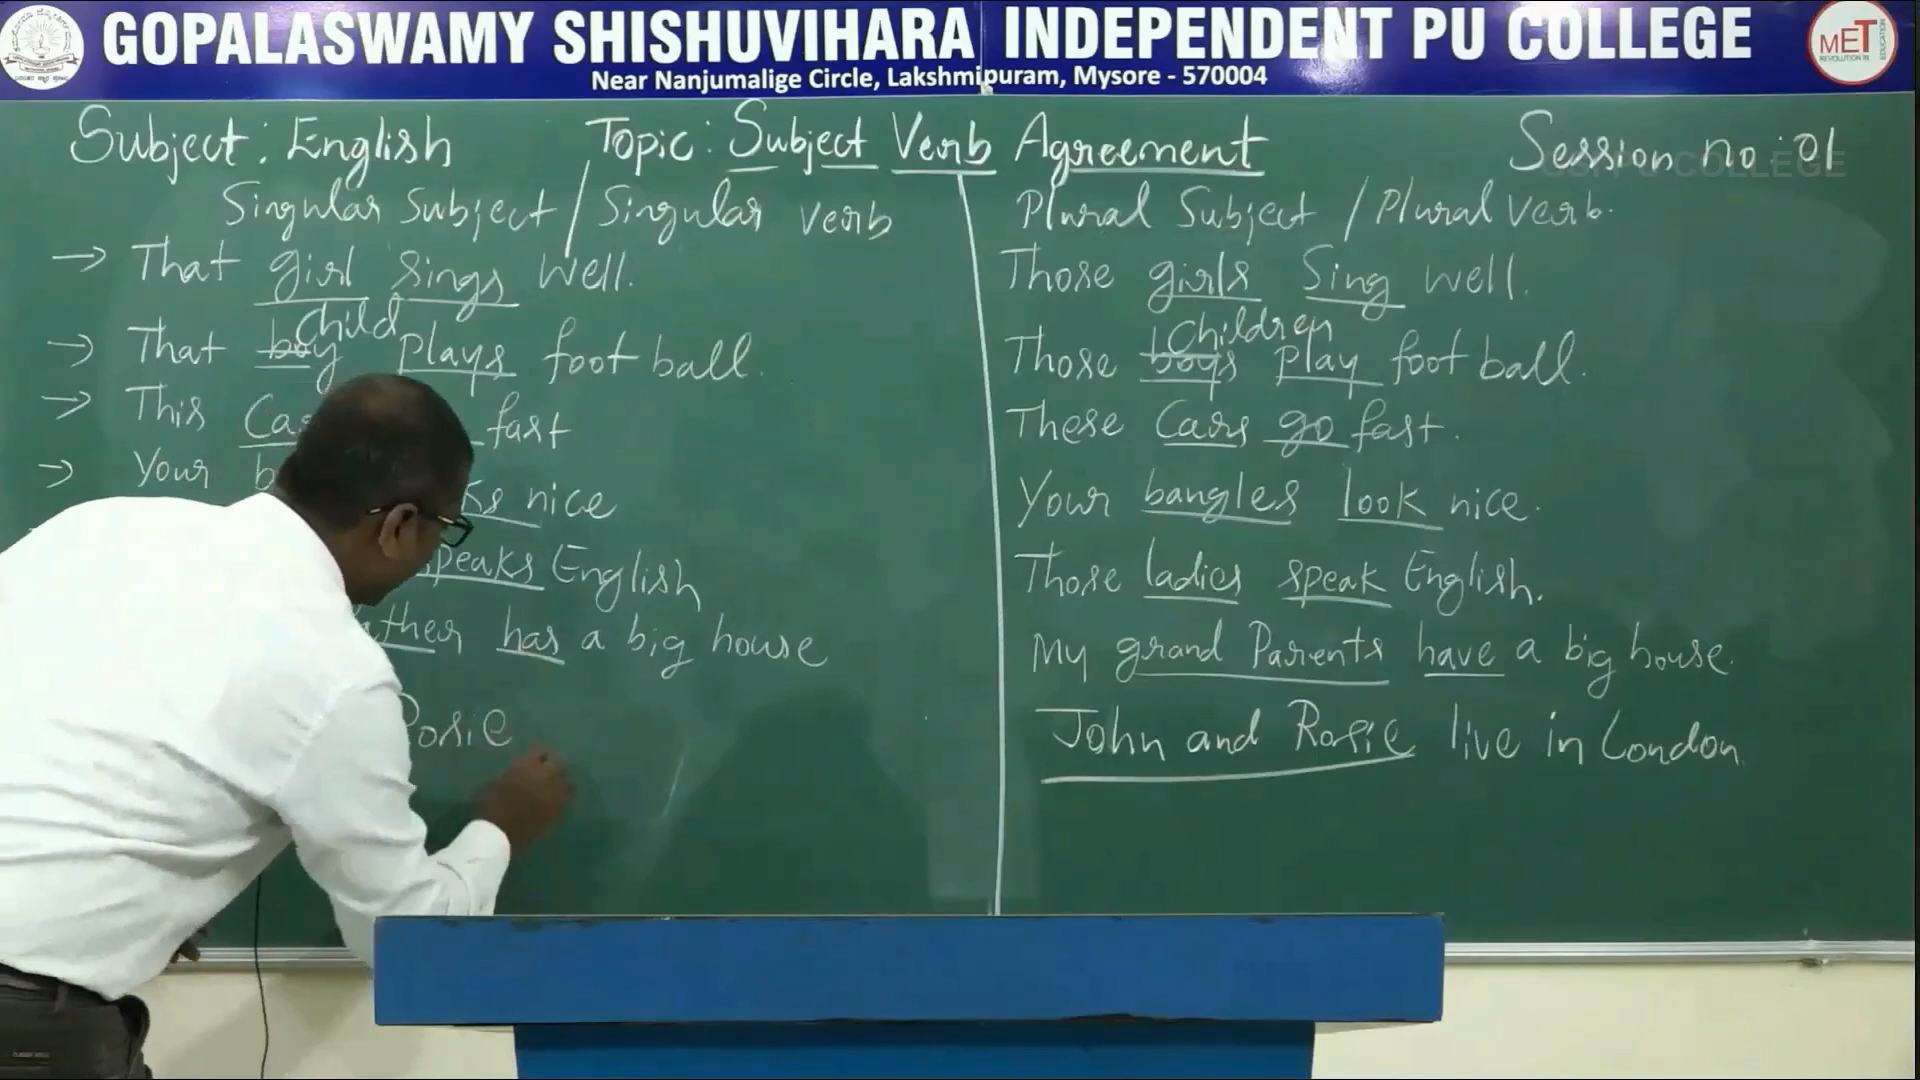 GOPALASWAMY SHISHUVIHARA INDEPENDENT PU COLLEGE
Near Nanjumalige Circle, Lakshmipuram, Mysore - 570004
MET
Subject: English
Topic: Subject Verb Agreement
Session no : 01
COLLEGE
Singular Subject / Singular verb
→ That girl sings well.
child
→ That boy plays foot ball.
→ This fast
→ Your nice
speaks English
has a big house
Rosie
Plural Subject / Plural verb.
Those girls Sing well.
Children
Those boys play foot ball.
These Cars go fast.
Your bangles look nice.
Those ladies speak English.
My grand Parents have a big house.
John and Rosie live in London